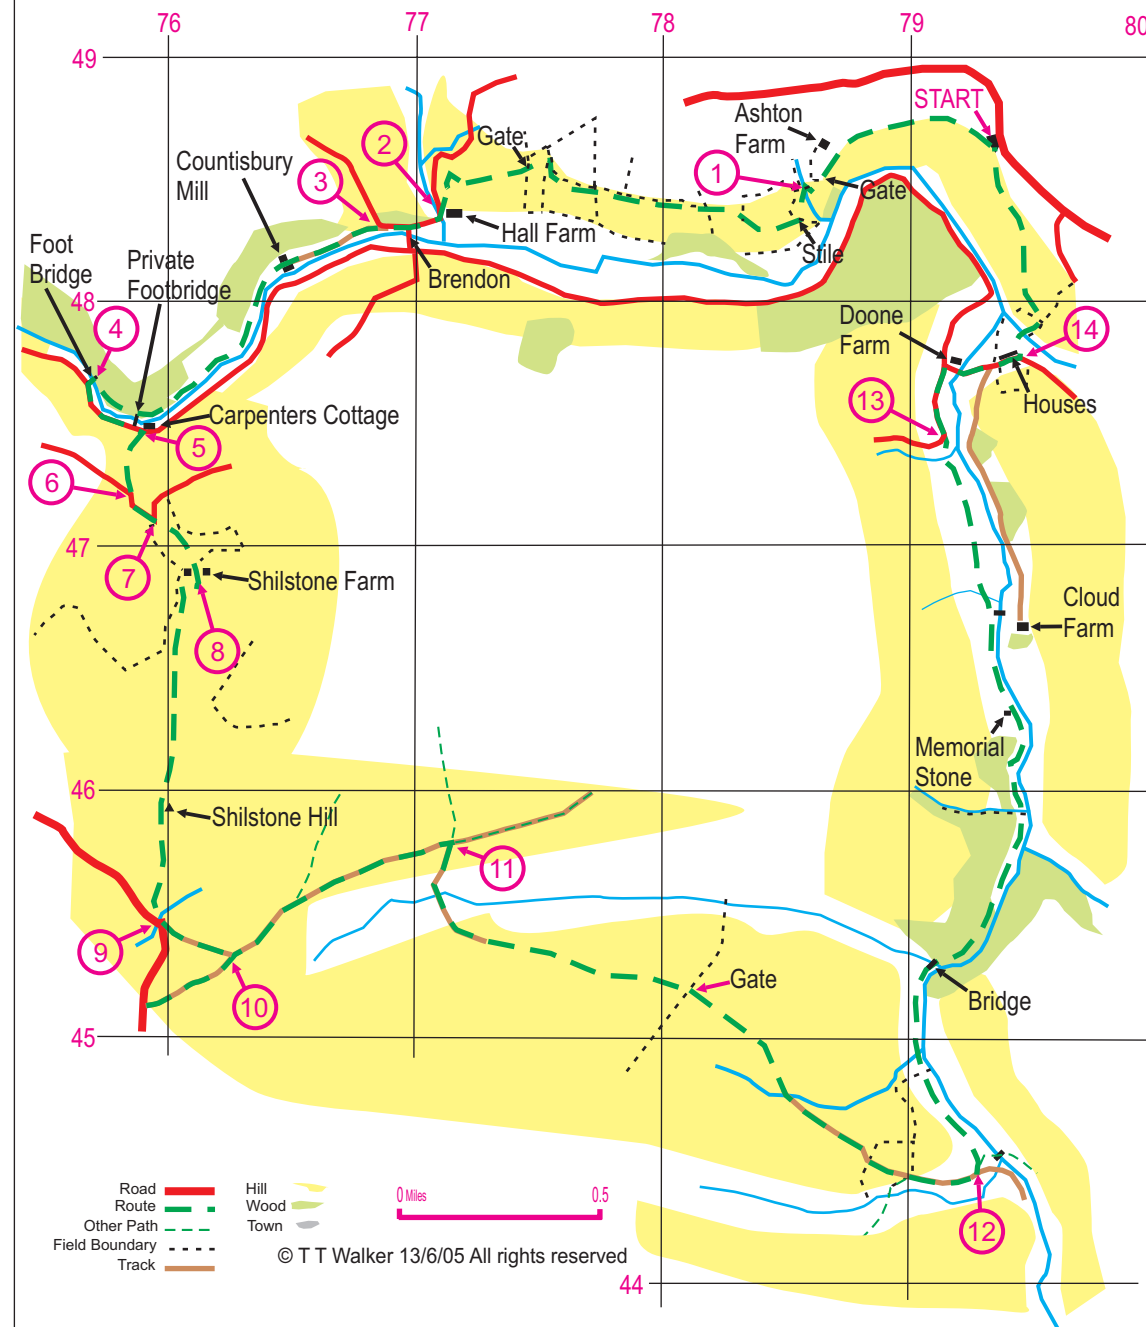 76
77
78
79
80
49
START
Ashton
Farm
Gate
2
Countisbury
Mill
3
1
Gate
Hall Farm
Foot
Bridge
Private
Footbridge
Stile
Brendon
48
4
Doone
Farm
14
13
Houses
Carpenters Cottage
5
6
47
7
Shilstone Farm
8
Cloud
Farm
Memorial
Stone
46
Shilstone Hill
11
9
10
Gate
Bridge
45
12
Road
Route
Other Path
Field Boundary
Track
Hill
Wood
Town
0 Miles
0.5
© T T Walker 13/6/05 All rights reserved
44